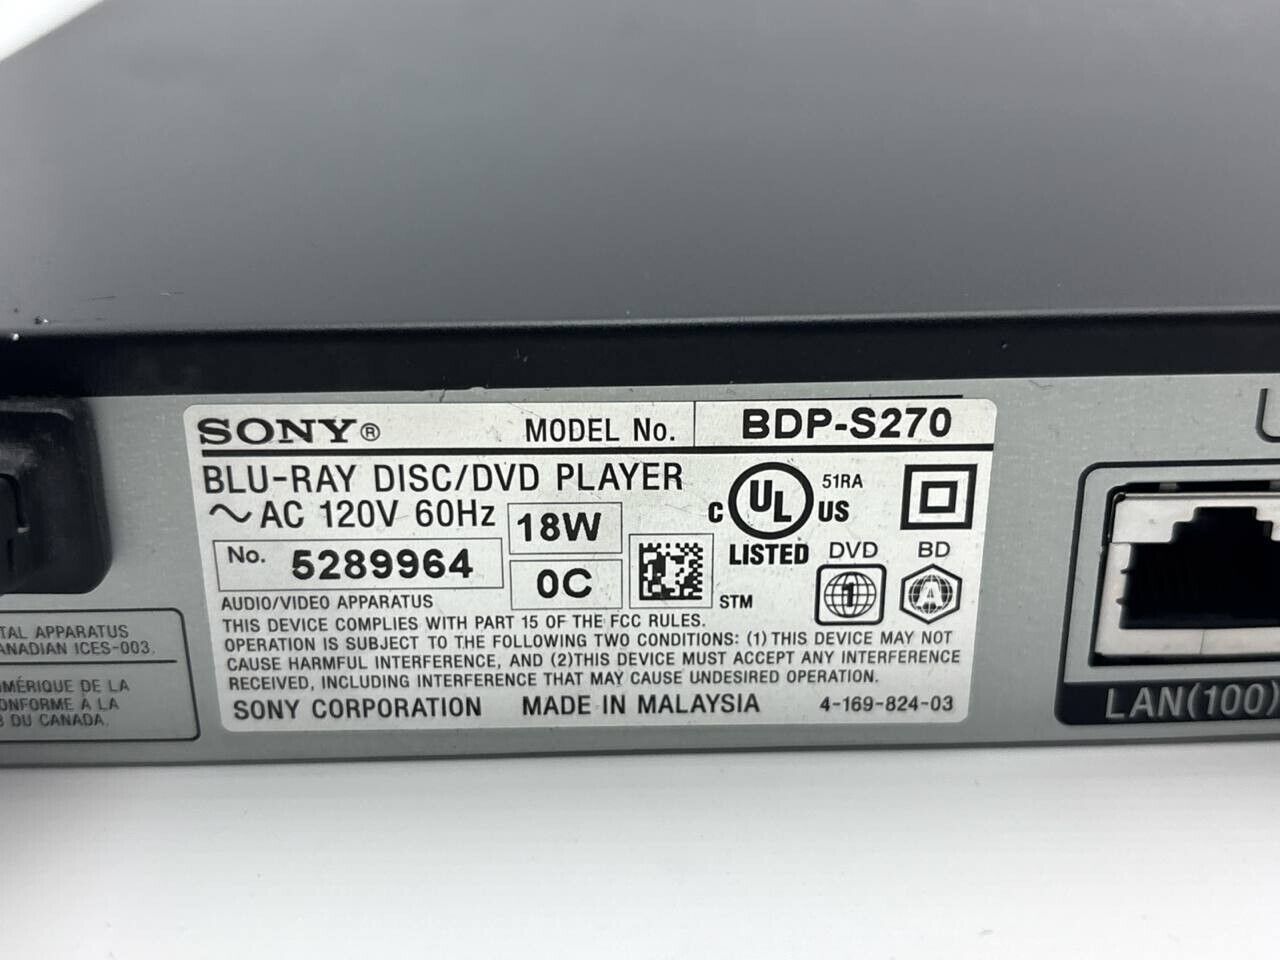 SONY® MODEL No. BDP-S270
BLU-RAY DISC/DVD PLAYER
~ AC 120V 60Hz 18W
No. 5289964
0C
C UL US
51RA
LISTED
DVD BD
1 A
STM
AUDIO/VIDEO APPARATUS
THIS DEVICE COMPLIES WITH PART 15 OF THE FCC RULES.
OPERATION IS SUBJECT TO THE FOLLOWING TWO CONDITIONS: (1) THIS DEVICE MAY NOT
CAUSE HARMFUL INTERFERENCE, AND (2)THIS DEVICE MUST ACCEPT ANY INTERFERENCE
RECEIVED, INCLUDING INTERFERENCE THAT MAY CAUSE UNDESIRED OPERATION.
SONY CORPORATION MADE IN MALAYSIA 4-169-824-03
APPARATUS
ICES-003.
DE LA
À LA
DU CANADA.
LAN(100)